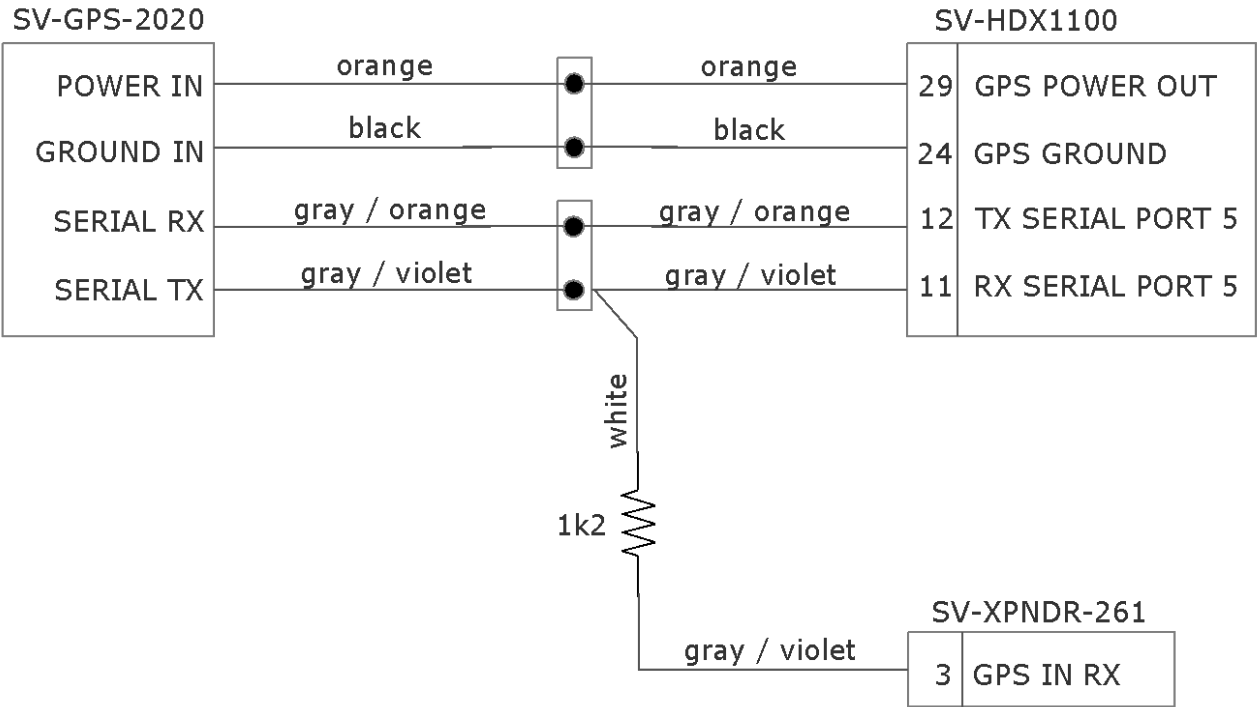 SV-GPS-2020
SV-HDX1100
POWER IN
orange
orange
29 GPS POWER OUT
GROUND IN
black
black
24 GPS GROUND
SERIAL RX
gray / orange
gray / orange
12 TX SERIAL PORT 5
SERIAL TX
gray / violet
gray / violet
11 RX SERIAL PORT 5
white
1k2
SV-XPNDR-261
gray / violet
3 GPS IN RX